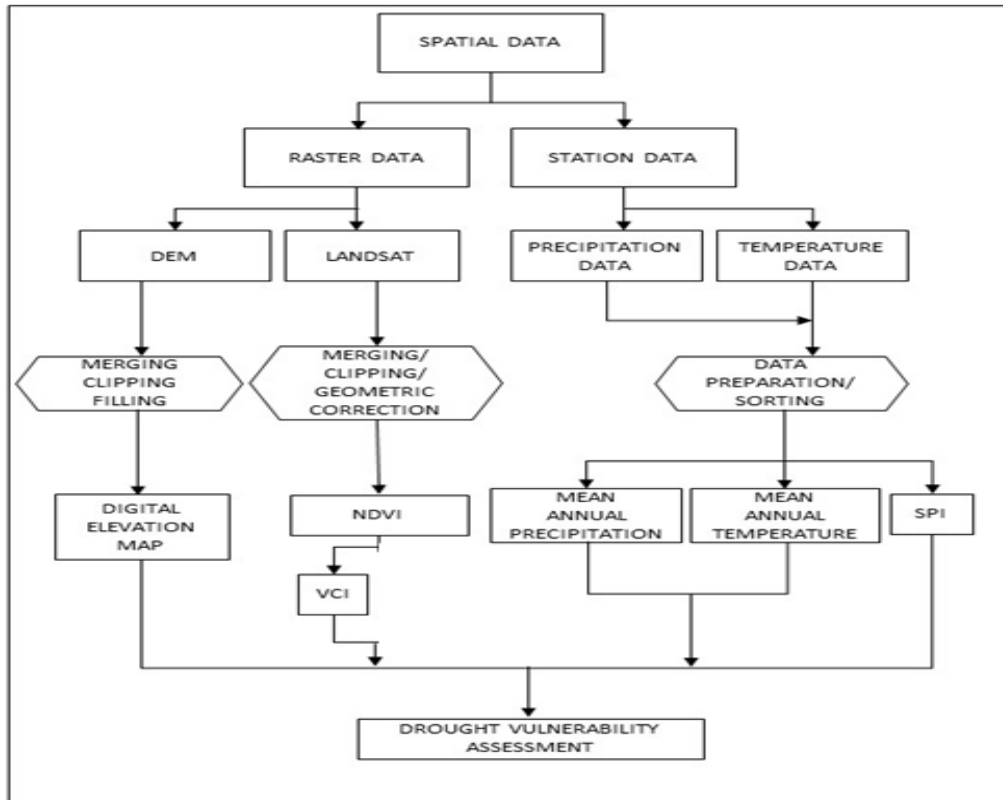 SPATIAL DATA
RASTER DATA
STATION DATA
DEM
LANDSAT
PRECIPITATION
DATA
TEMPERATURE
DATA
MERGING
CLIPPING
FILLING
MERGING/
CLIPPING/
GEOMETRIC
CORRECTION
DATA
PREPARATION/
SORTING
DIGITAL
ELEVATION
MAP
NDVI
MEAN
ANNUAL
PRECIPITATION
MEAN
ANNUAL
TEMPERATURE
SPI
VCI
DROUGHT VULNERABILITY
ASSESSMENT